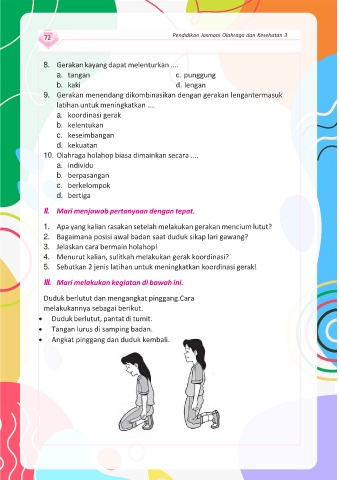 72
Pendidikan Jasmani Olahraga dan Kesehatan 3
8. Gerakan kayang dapat melenturkan ....
a. tangan c. punggung
b. kaki d. lengan
9. Gerakan menendang dikombinasikan dengan gerakan lengantermasuk
latihan untuk meningkatkan ....
a. koordinasi gerak
b. kelentukan
c. keseimbangan
d. kekuatan
10. Olahraga holahop biasa dimainkan secara ....
a. individu
b. berpasangan
c. berkelompok
d. bertiga
II. Mari menjawab pertanyaan dengan tepat.
1. Apa yang kalian rasakan setelah melakukan gerakan mencium lutut?
2. Bagaimana posisi awal badan saat duduk sikap lari gawang?
3. Jelaskan cara bermain holahop!
4. Menurut kalian, sulitkah melakukan gerak koordinasi?
5. Sebutkan 2 jenis latihan untuk meningkatkan koordinasi gerak!
III. Mari melakukan kegiatan di bawah ini.
Duduk berlutut dan mengangkat pinggang.Cara
melakukannya sebagai berikut.
• Duduk berlutut, pantat di tumit.
• Tangan lurus di samping badan.
• Angkat pinggang dan duduk kembali.